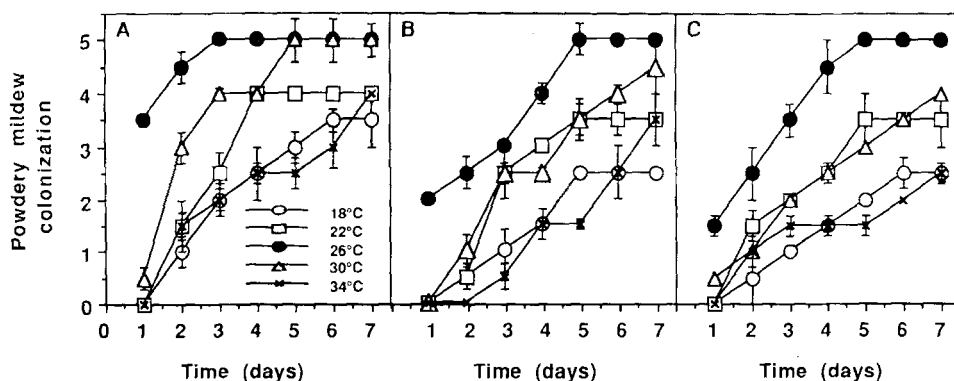 A B C
Powdery mildew
colonization
5
4
3
2
1
0
18°C
22°C
26°C
30°C
34°C
1 2 3 4 5 6 7 1 2 3 4 5 6 7 1 2 3 4 5 6 7
Time (days) Time (days) Time (days)